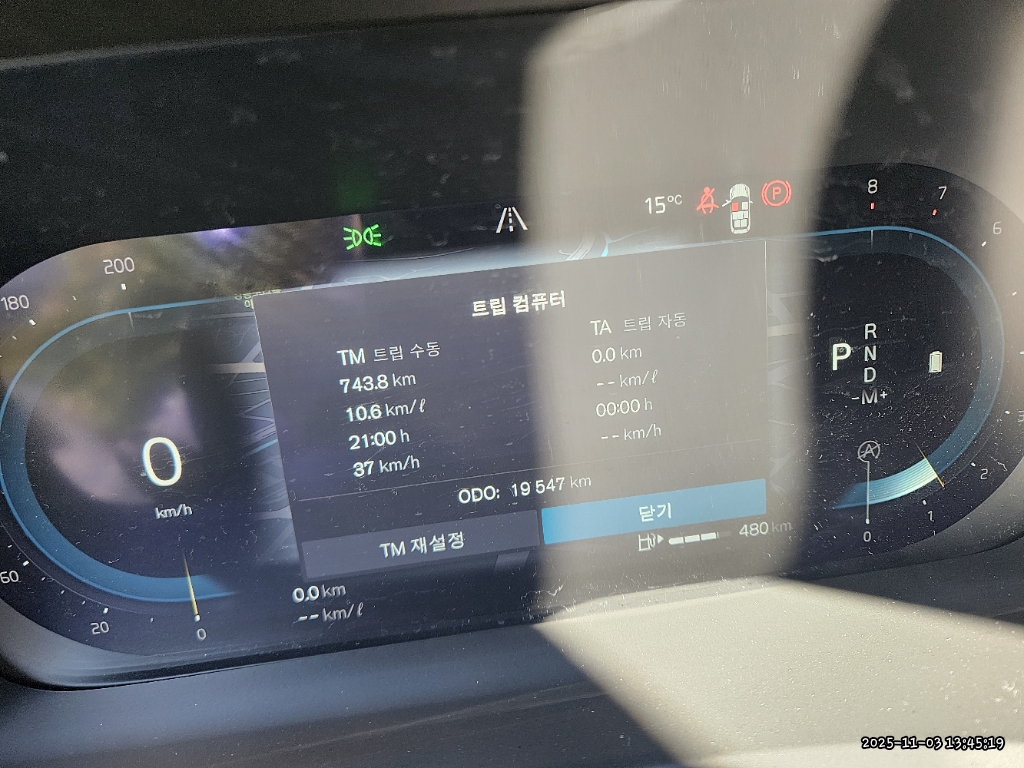 15°C
P
8
7
6
200
180
트립 컴퓨터
TM 트립 수동
743.8 km
10.6 km/ℓ
21:00 h
37 km/h
TA 트립 자동
0.0 km
-- km/ℓ
00:00 h
-- km/h
ODO: 19 547 km
TM 재설정
닫기
480 km
0.0 km
-- km/ℓ
0
km/h
20
0
P
R
N
D
M+
A
2
1
0
2025-11-03 13:45:19